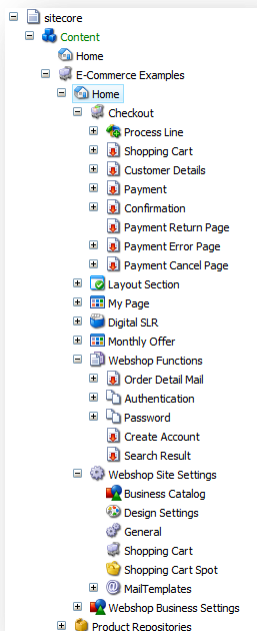 sitecore
Content
Home
E-Commerce Examples
Home
Checkout
Process Line
Shopping Cart
Customer Details
Payment
Confirmation
Payment Return Page
Payment Error Page
Payment Cancel Page
Layout Section
My Page
Digital SLR
Monthly Offer
Webshop Functions
Order Detail Mail
Authentication
Password
Create Account
Search Result
Webshop Site Settings
Business Catalog
Design Settings
General
Shopping Cart
Shopping Cart Spot
MailTemplates
Webshop Business Settings
Product Repositories